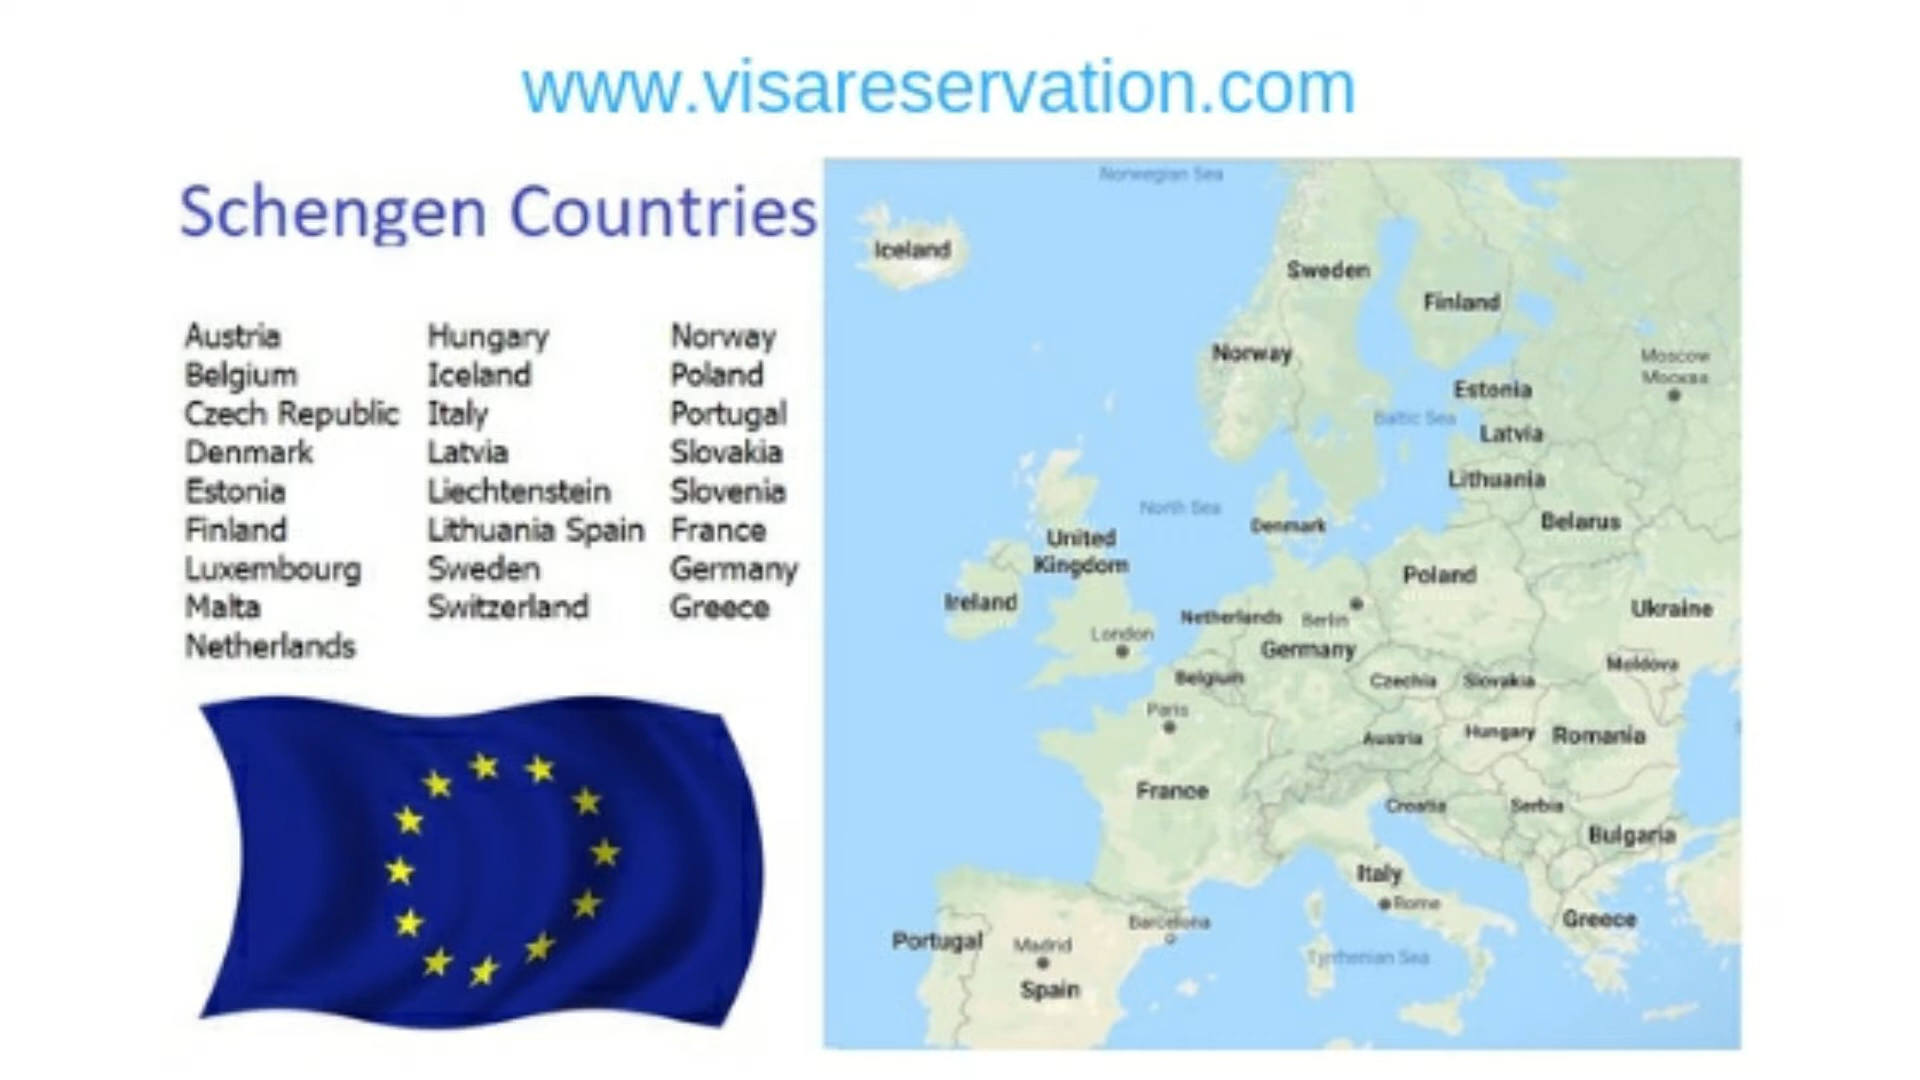 www.visareservation.com
Schengen Countries
Austria
Belgium
Czech Republic
Denmark
Estonia
Finland
Luxembourg
Malta
Netherlands
Hungary
Iceland
Italy
Latvia
Liechtenstein
Lithuania Spain
Sweden
Switzerland
Norway
Poland
Portugal
Slovakia
Slovenia
France
Germany
Greece
Norwegian Sea
Iceland
Sweden
Finland
Norway
Moscow
Москва
Estonia
Baltic Sea
Latvia
Lithuania
North Sea
Denmark
Belarus
United
Kingdom
Poland
Ireland
Netherlands
Berlin
Ukraine
London
Germany
Moldova
Belgium
Czechia
Slovakia
Paris
Austria
Hungary
Romania
France
Croatia
Serbia
Bulgaria
Italy
Rome
Greece
Barcelona
Portugal
Madrid
Tyrrhenian Sea
Spain